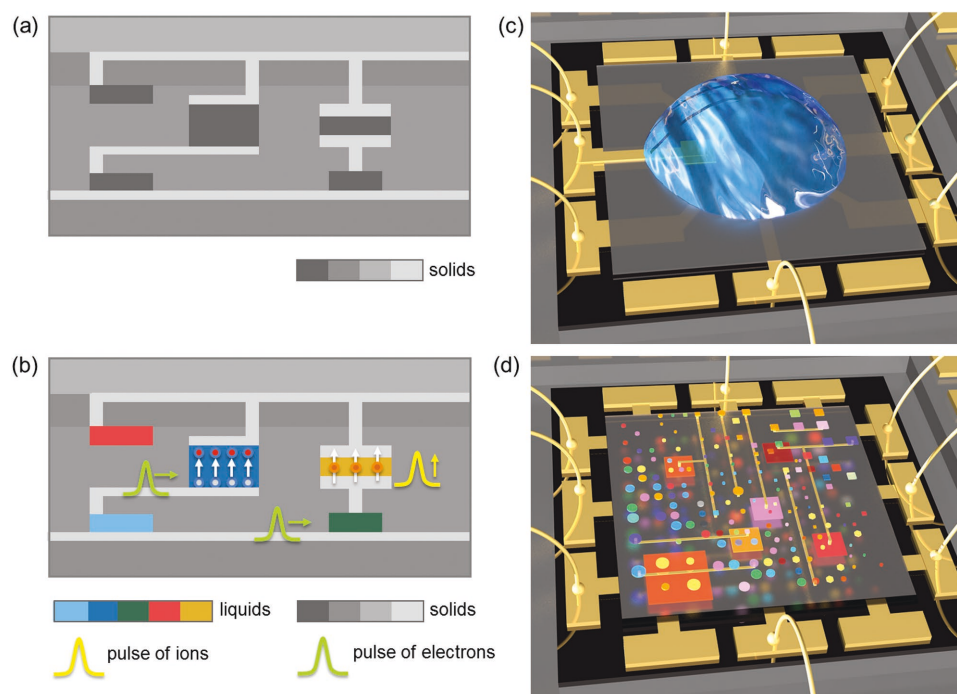 (a)
solids
(b)
liquids
solids
pulse of ions
pulse of electrons
(c)
(d)